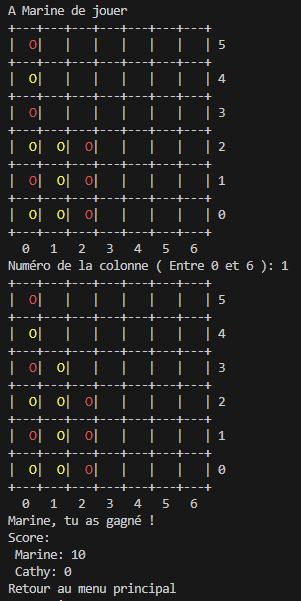 A Marine de jouer
+---+---+---+---+---+---+---+
|  O|   |   |   |   |   |   | 5
+---+---+---+---+---+---+---+
|  O|   |   |   |   |   |   | 4
+---+---+---+---+---+---+---+
|  O|   |   |   |   |   |   | 3
+---+---+---+---+---+---+---+
|  O|  O|  O|   |   |   |   | 2
+---+---+---+---+---+---+---+
|  O|  O|  O|   |   |   |   | 1
+---+---+---+---+---+---+---+
|  O|  O|  O|   |   |   |   | 0
+---+---+---+---+---+---+---+
  0   1   2   3   4   5   6
Numéro de la colonne ( Entre 0 et 6 ): 1
+---+---+---+---+---+---+---+
|  O|   |   |   |   |   |   | 5
+---+---+---+---+---+---+---+
|  O|   |   |   |   |   |   | 4
+---+---+---+---+---+---+---+
|  O|  O|   |   |   |   |   | 3
+---+---+---+---+---+---+---+
|  O|  O|  O|   |   |   |   | 2
+---+---+---+---+---+---+---+
|  O|  O|  O|   |   |   |   | 1
+---+---+---+---+---+---+---+
|  O|  O|  O|   |   |   |   | 0
+---+---+---+---+---+---+---+
  0   1   2   3   4   5   6
Marine, tu as gagné !
Score:
 Marine: 10
 Cathy: 0
Retour au menu principal